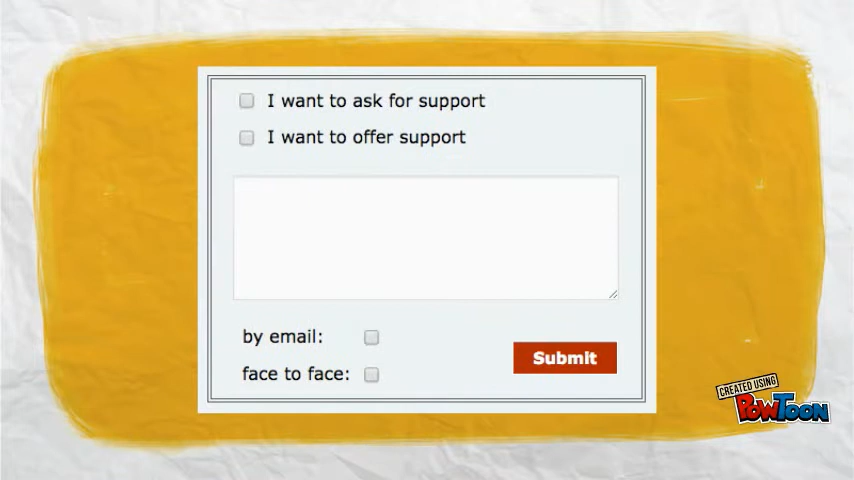 I want to ask for support
I want to offer support
by email:
face to face:
Submit
CREATED USING
POWTOON